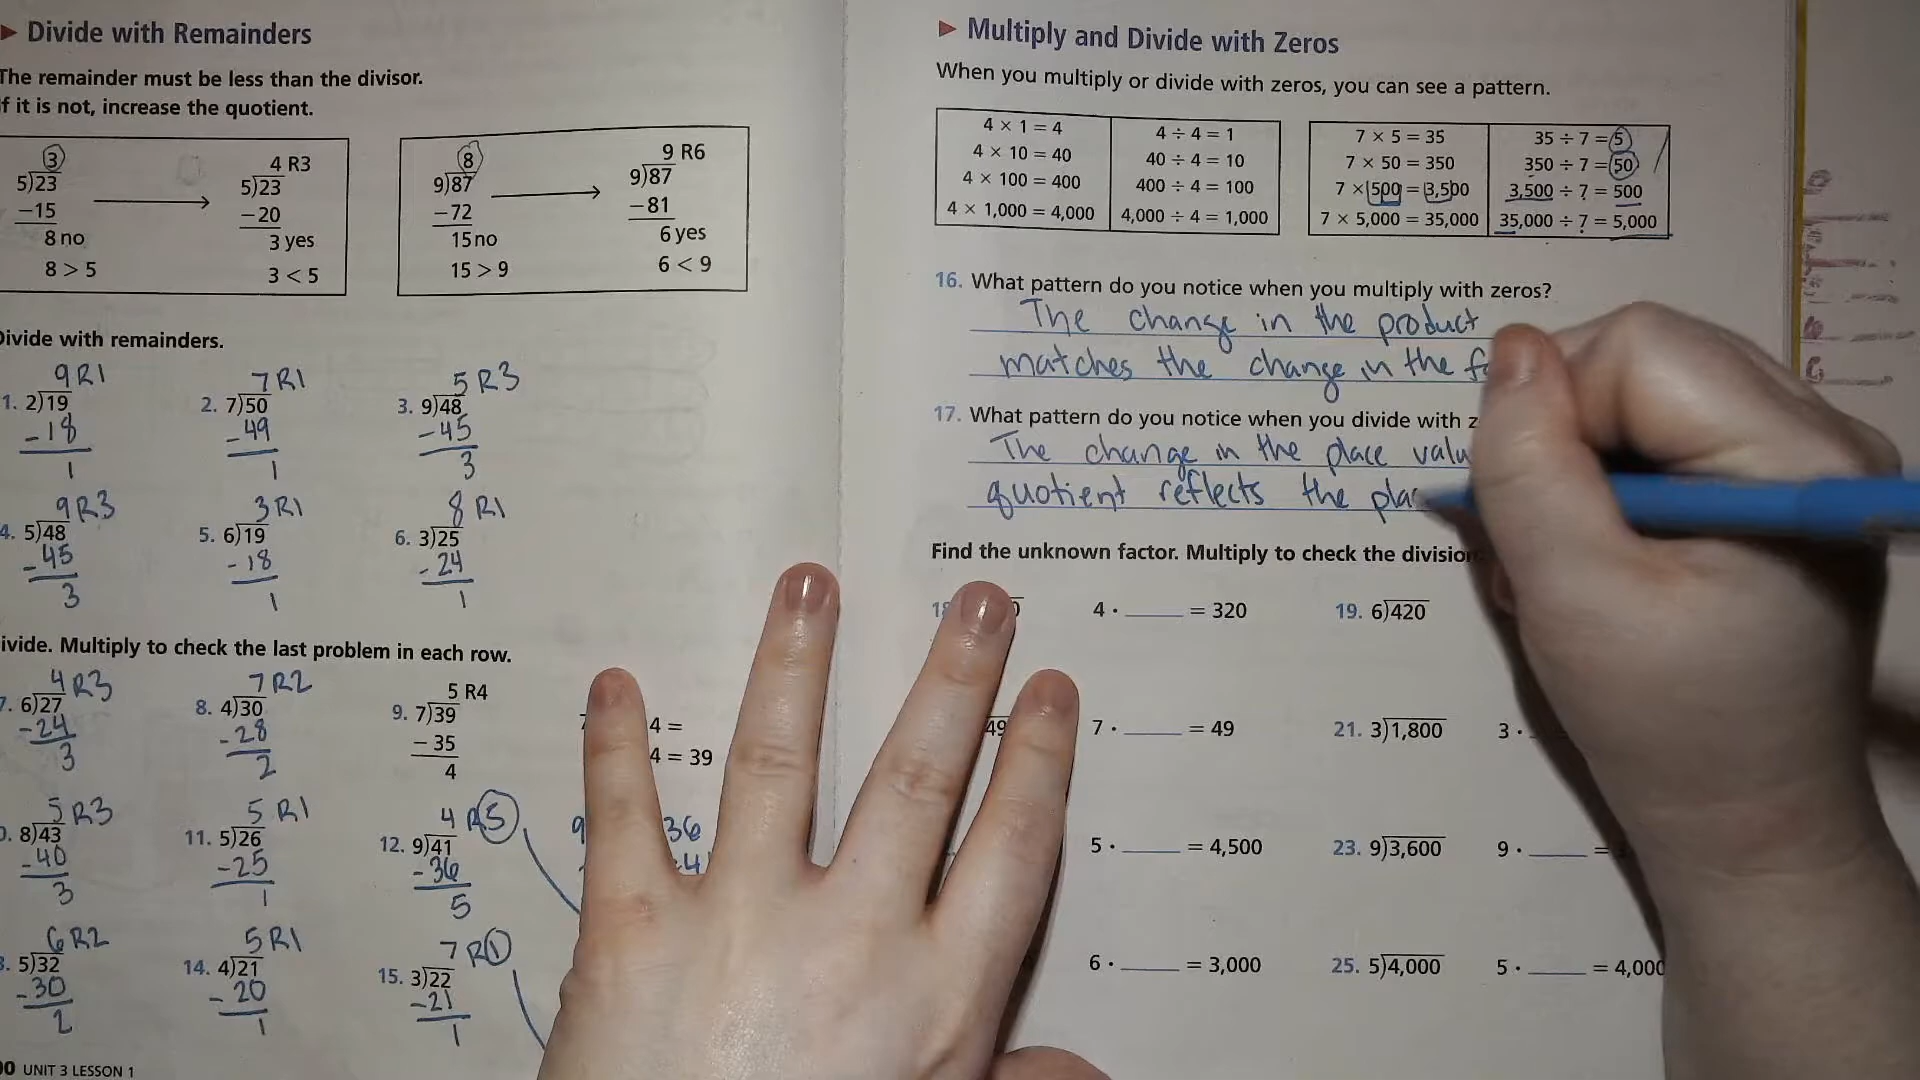 Divide with Remainders
The remainder must be less than the divisor.
If it is not, increase the quotient.
3
5)23
-15
8 no
8 > 5
4 R3
5)23
-20
3 yes
3 < 5
8
9)87
-72
15 no
15 > 9
9 R6
9)87
-81
6 yes
6 < 9
Divide with remainders.
9 R1
1. 2)19
-18
1
7 R1
2. 7)50
-49
1
5 R3
3. 9)48
-45
3
9 R3
4. 5)48
-45
3
3 R1
5. 6)19
-18
1
8 R1
6. 3)25
-24
1
Divide. Multiply to check the last problem in each row.
4 R3
7. 6)27
-24
3
7 R2
8. 4)30
-28
2
5 R4
9. 7)39
-35
4
4 =
4 = 39
5 R3
8)43
-40
3
5 R1
11. 5)26
-25
1
4 R5
12. 9)41
-36
5
9
36
6 R2
5)32
-30
2
5 R1
14. 4)21
-20
1
7 R1
15. 3)22
-21
1
UNIT 3 LESSON 1
Multiply and Divide with Zeros
When you multiply or divide with zeros, you can see a pattern.
4 × 1 = 4
4 × 10 = 40
4 × 100 = 400
4 × 1,000 = 4,000
4 ÷ 4 = 1
40 ÷ 4 = 10
400 ÷ 4 = 100
4,000 ÷ 4 = 1,000
7 × 5 = 35
7 × 50 = 350
7 × 500 = 3,500
7 × 5,000 = 35,000
35 ÷ 7 = 5
350 ÷ 7 = 50
3,500 ÷ 7 = 500
35,000 ÷ 7 = 5,000
16. What pattern do you notice when you multiply with zeros?
The change in the product
matches the change in the
17. What pattern do you notice when you divide with
The change in the place
quotient reflects the
Find the unknown factor. Multiply to check the division
4 · ____ = 320
19. 6)420
7 · ____ = 49
21. 3)1,800
3 ·
5 · ____ = 4,500
23. 9)3,600
9 · ____ =
6 · ____ = 3,000
25. 5)4,000
5 · ____ = 4,000